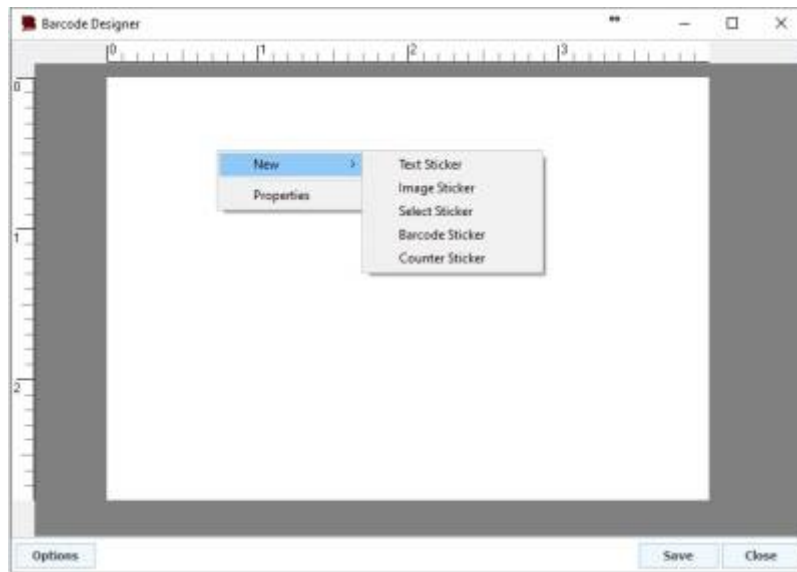 Barcode Designer
0 1 2 3
0
New
Properties
Text Sticker
Image Sticker
Select Sticker
Barcode Sticker
Counter Sticker
1
2
Options Save Close